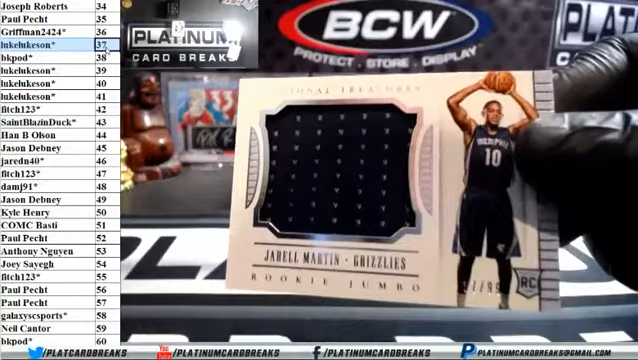 Joseph Roberts 34
Paul Pecht 35
Griffman2424* 36
lukelukeson* 37
bkpod* 38
lukelukeson* 39
lukelukeson* 40
lukelukeson* 41
fitch123* 42
SaintBlazinDuck* 43
Han B Olson 44
Jason Debney 45
jaredn40* 46
fitch123* 47
damj91* 48
Jason Debney 49
Kyle Henry 50
COMC Basti 51
Paul Pecht 52
Anthony Nguyen 53
Joey Sayegh 54
fitch123* 55
Paul Pecht 56
Paul Pecht 57
galaxyscsports* 58
Neil Cantor 59
bkpod* 60
PLATINUM
CARD BREAKS
BCW
PROTECT . STORE . DISPLAY
PLATINUM
TREASURES
MEMPHIS
10
JARELL MARTIN · GRIZZLIES
ROOKIE JUMBO
/99
RC
@PLATCARDBREAKS
You Tube /PLATINUMCARDBREAKS
/PLATINUMCARDBREAKS
/PLATINUMCARDBREAKS